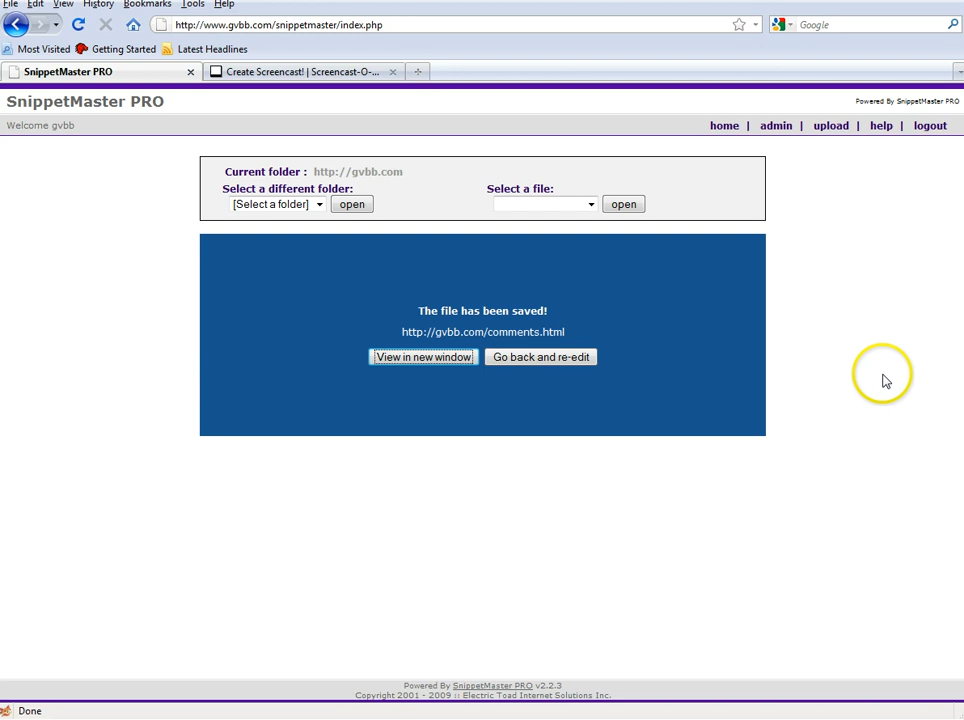 File Edit View History Bookmarks Tools Help
http://www.gvbb.com/snippetmaster/index.php Google
Most Visited Getting Started Latest Headlines
SnippetMaster PRO Create Screencast! | Screencast-O-...
SnippetMaster PRO Powered By SnippetMaster PRO
Welcome gvbb home | admin | upload | help | logout
Current folder : http://gvbb.com
Select a different folder: Select a file:
[Select a folder] open open
The file has been saved!
http://gvbb.com/comments.html
View in new window Go back and re-edit
Powered By SnippetMaster PRO v2.2.3
Copyright 2001 - 2009 :: Electric Toad Internet Solutions Inc.
Done